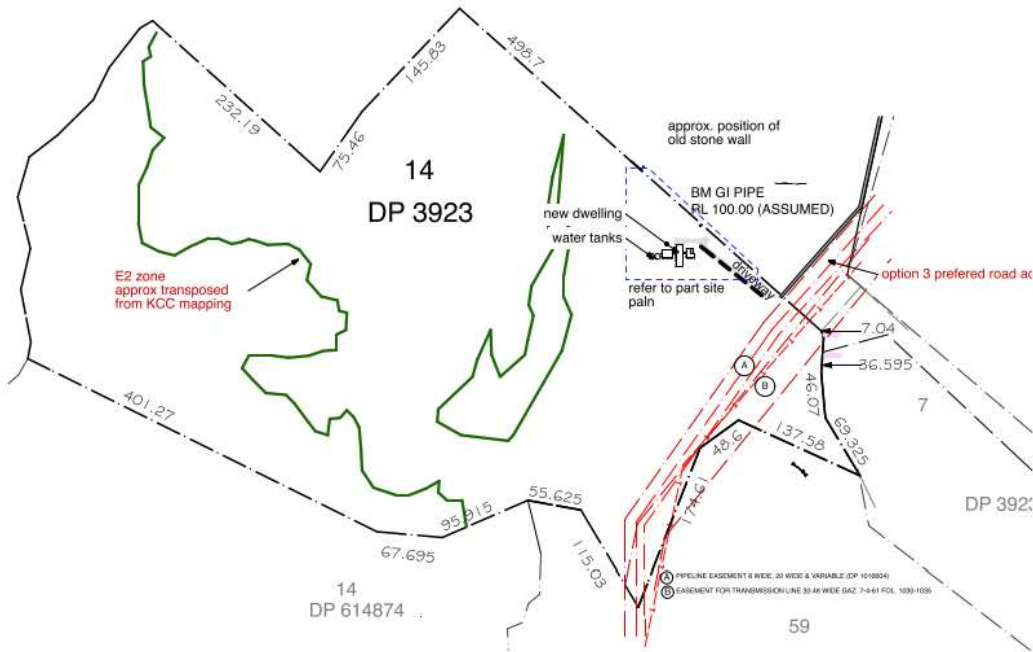 498.7
145.83
232.19
75.46
approx. position of
old stone wall
14
DP 3923
BM GI PIPE
RL 100.00 (ASSUMED)
new dwelling
water tanks
driveway
E2 zone
approx transposed
from KCC mapping
refer to part site
paln
option 3 prefered road ac
7.04
A
36.595
B
46.07
7
401.27
69.325
137.58
48.6
174.61
DP 3923
55.625
95.915
67.695
115.03
14
DP 614874
A PIPELINE EASEMENT 6 WIDE, 20 WIDE & VARIABLE (DP 1016604)
B EASEMENT FOR TRANSMISSION LINE 30.48 WIDE GAZ. 7-4-61 FOL. 1030-1035
59